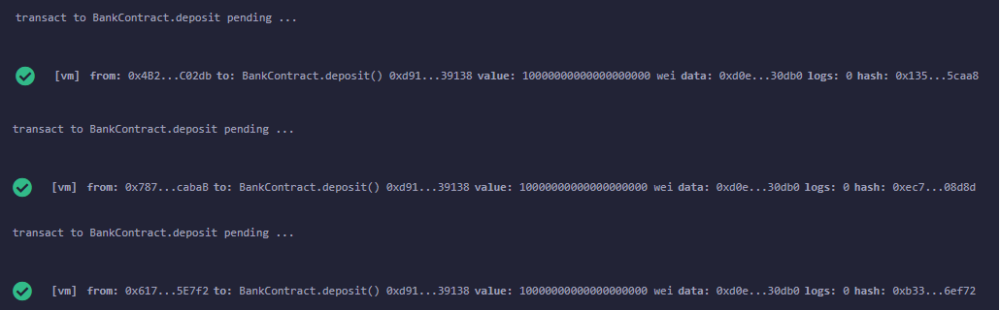 transact to BankContract.deposit pending ...
[vm] from: 0x4B2...C02db to: BankContract.deposit() 0xd91...39138 value: 10000000000000000000 wei data: 0xd0e...30db0 logs: 0 hash: 0x135...5caa8
transact to BankContract.deposit pending ...
[vm] from: 0x787...cabaB to: BankContract.deposit() 0xd91...39138 value: 10000000000000000000 wei data: 0xd0e...30db0 logs: 0 hash: 0xec7...08d8d
transact to BankContract.deposit pending ...
[vm] from: 0x617...5E7f2 to: BankContract.deposit() 0xd91...39138 value: 10000000000000000000 wei data: 0xd0e...30db0 logs: 0 hash: 0xb33...6ef72